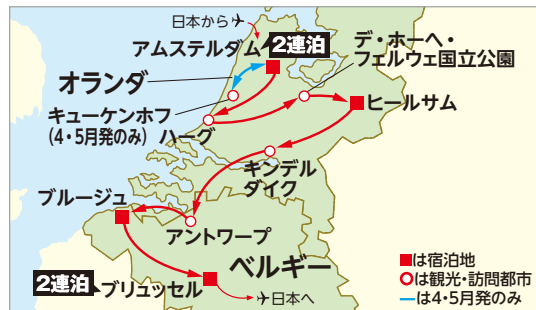 日本から
アムステルダム
2連泊
デ・ホーへ・
フェルウェ国立公園
オランダ
キューケンホフ
(4・5月発のみ)
ハーグ
ヒールサム
キンデル
ダイク
ブルージュ
アントワープ
ベルギー
2連泊
ブリュッセル
日本へ
は宿泊地
は観光・訪問都市
は4・5月発のみ